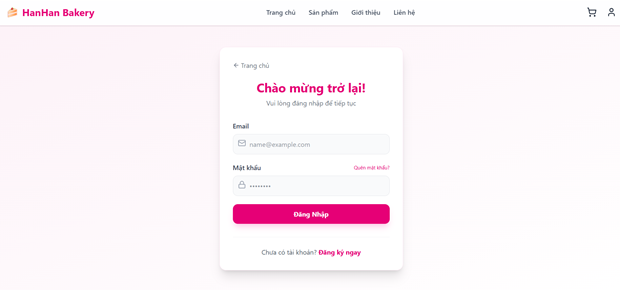 HanHan Bakery
Trang chủ Sản phẩm Giới thiệu Liên hệ
Trang chủ
Chào mừng trở lại!
Vui lòng đăng nhập để tiếp tục
Email
name@example.com
Mật khẩu Quên mật khẩu?
••••••••
Đăng Nhập
Chưa có tài khoản? Đăng ký ngay